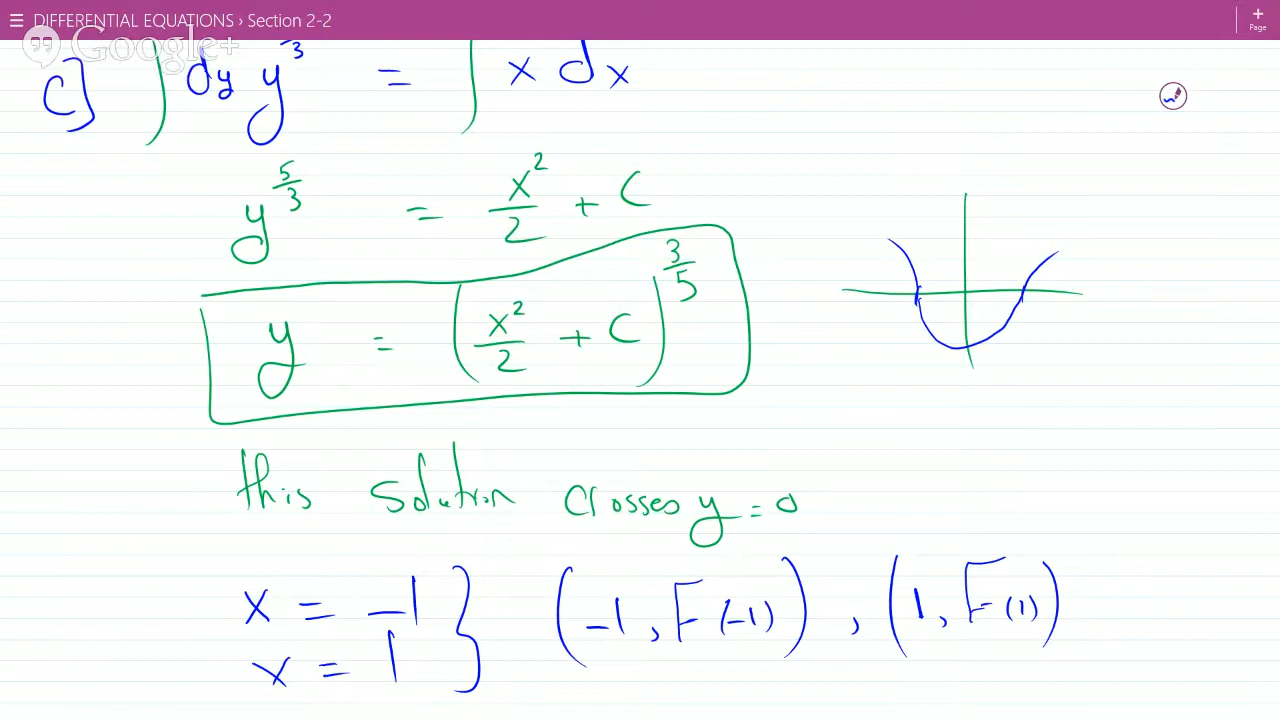 ☰ DIFFERENTIAL EQUATIONS › Section 2-2
+ Page
Google+
C] ∫ dy y^3 = ∫ x dx
y^(5/3) = x^2/2 + C
y = (x^2/2 + C)^(3/5)
this solution crosses y = 0
x = -1 } (-1, F(-1)), (1, F(1))
x = 1